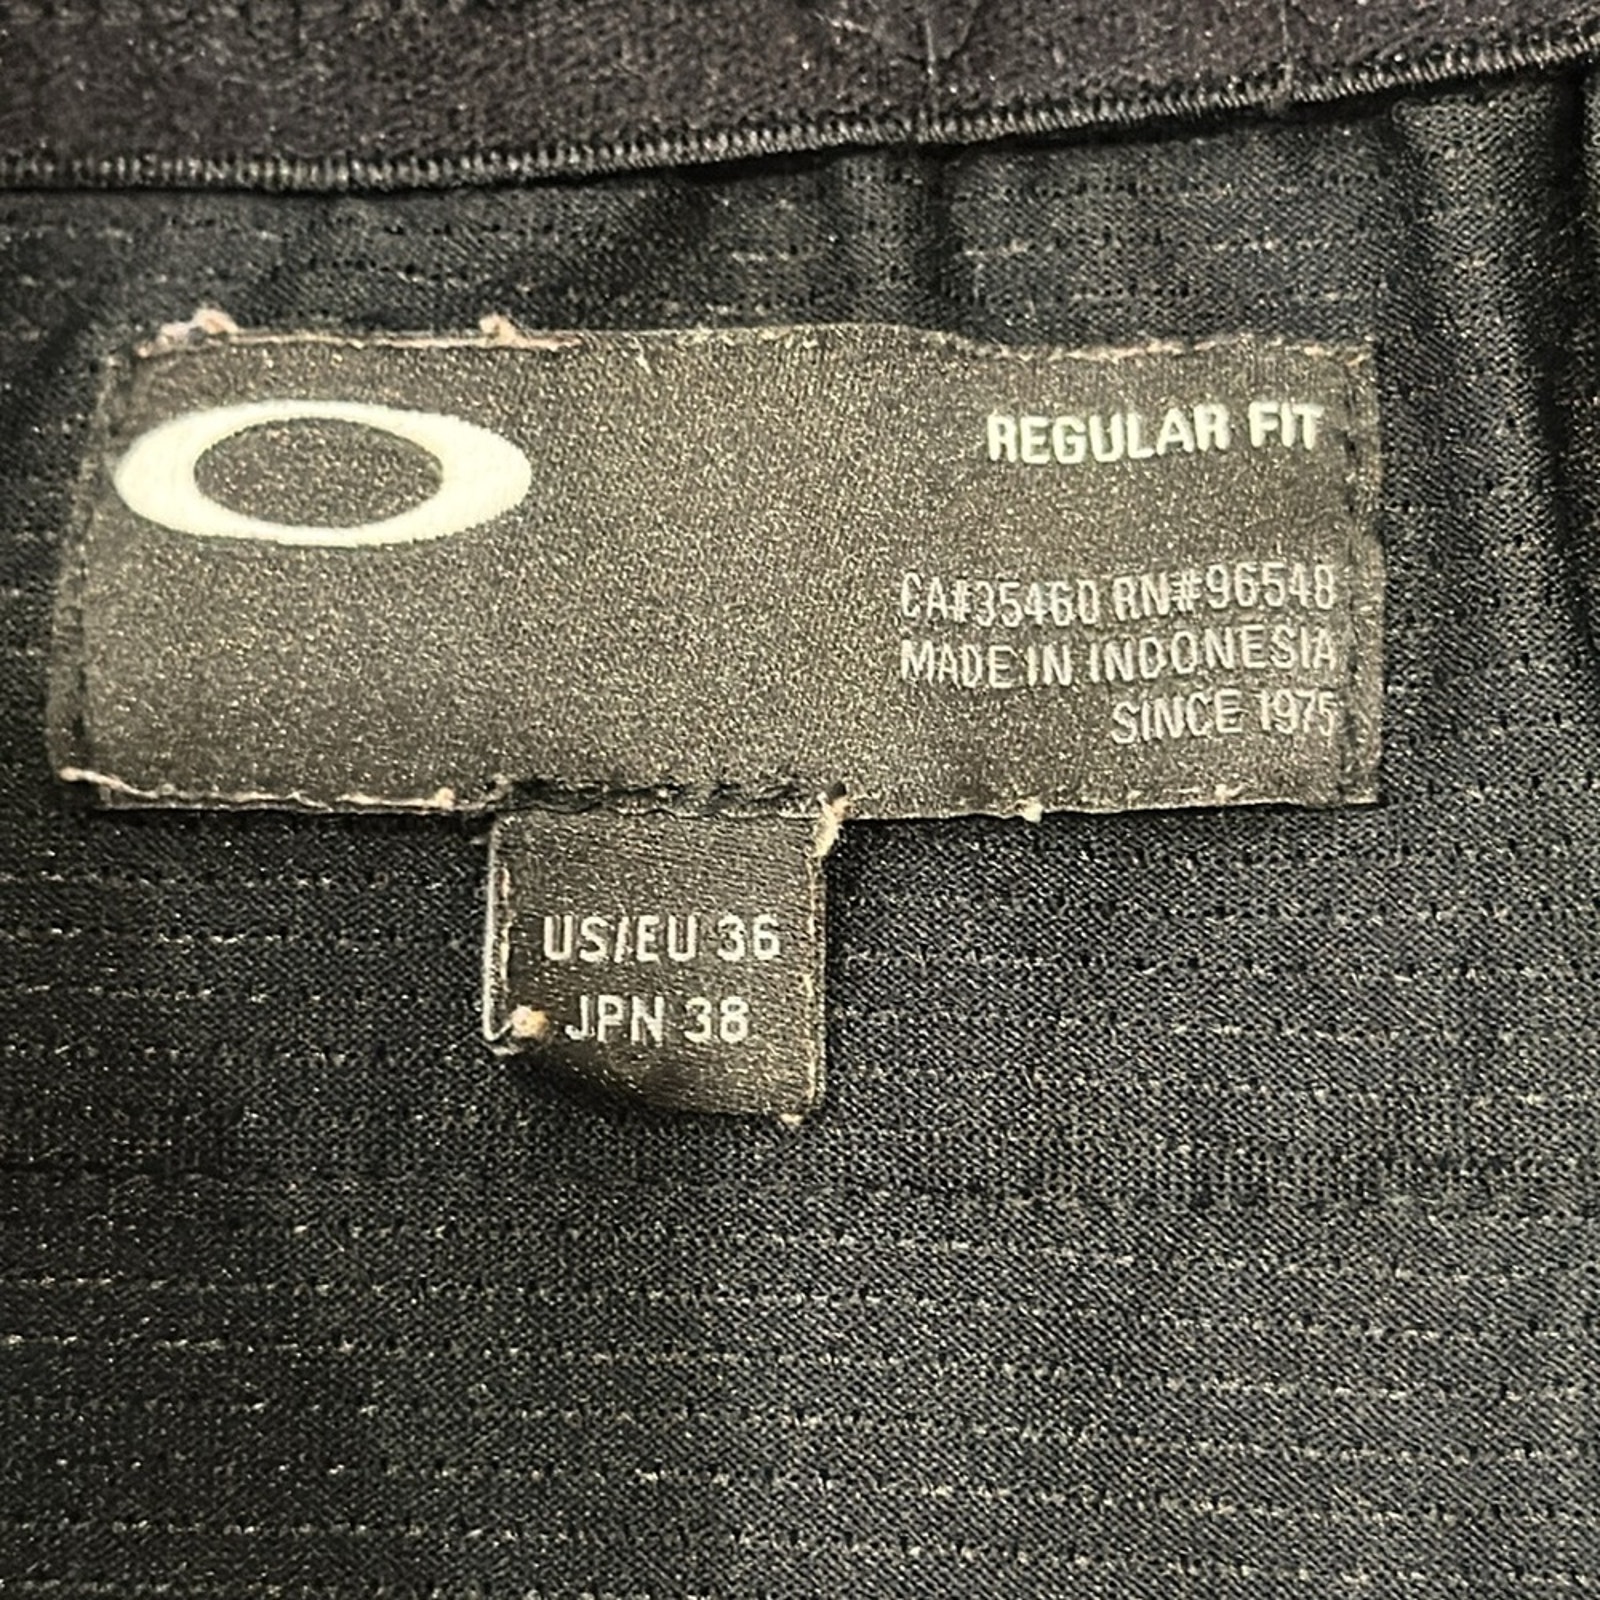 REGULAR FIT
CA#35460 RN#96548
MADE IN INDONESIA
SINCE 1975
US/EU 36
JPN 38